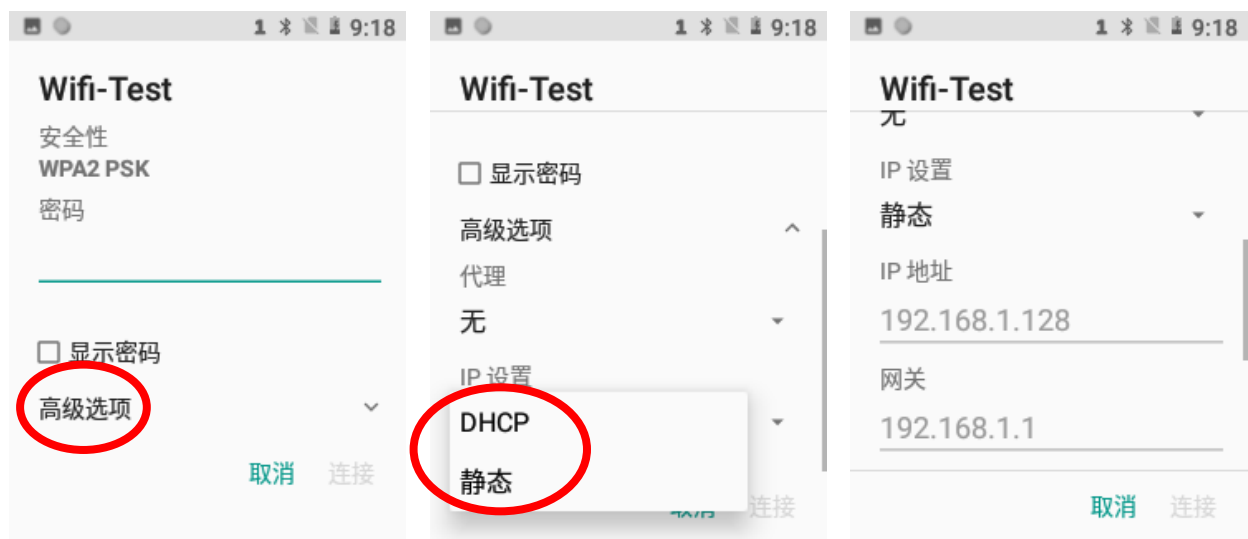 1 9:18
Wifi-Test
安全性
WPA2 PSK
密码
显示密码
高级选项
取消 连接
1 9:18
Wifi-Test
显示密码
高级选项
代理
无
IP 设置
DHCP
静态
取消 连接
1 9:18
Wifi-Test
无
IP 设置
静态
IP 地址
192.168.1.128
网关
192.168.1.1
取消 连接